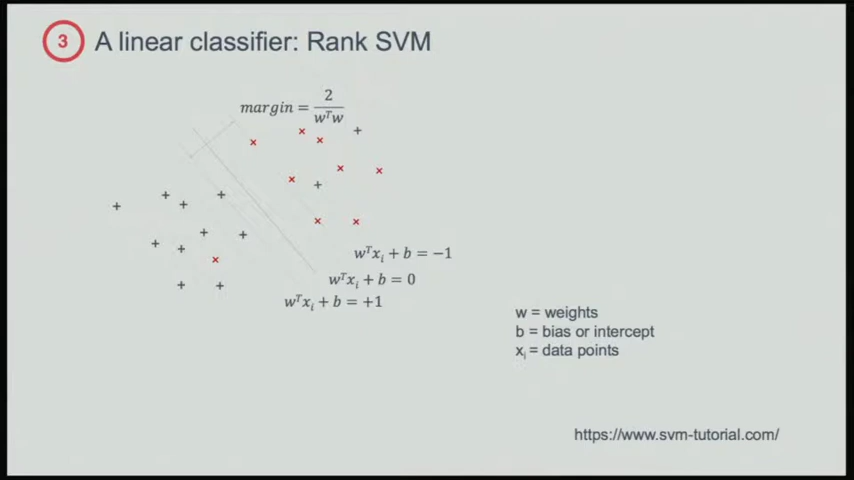 3
A linear classifier: Rank SVM
margin = 2 / wᵀw
wᵀxᵢ + b = −1
wᵀxᵢ + b = 0
wᵀxᵢ + b = +1
w = weights
b = bias or intercept
xᵢ = data points
https://www.svm-tutorial.com/